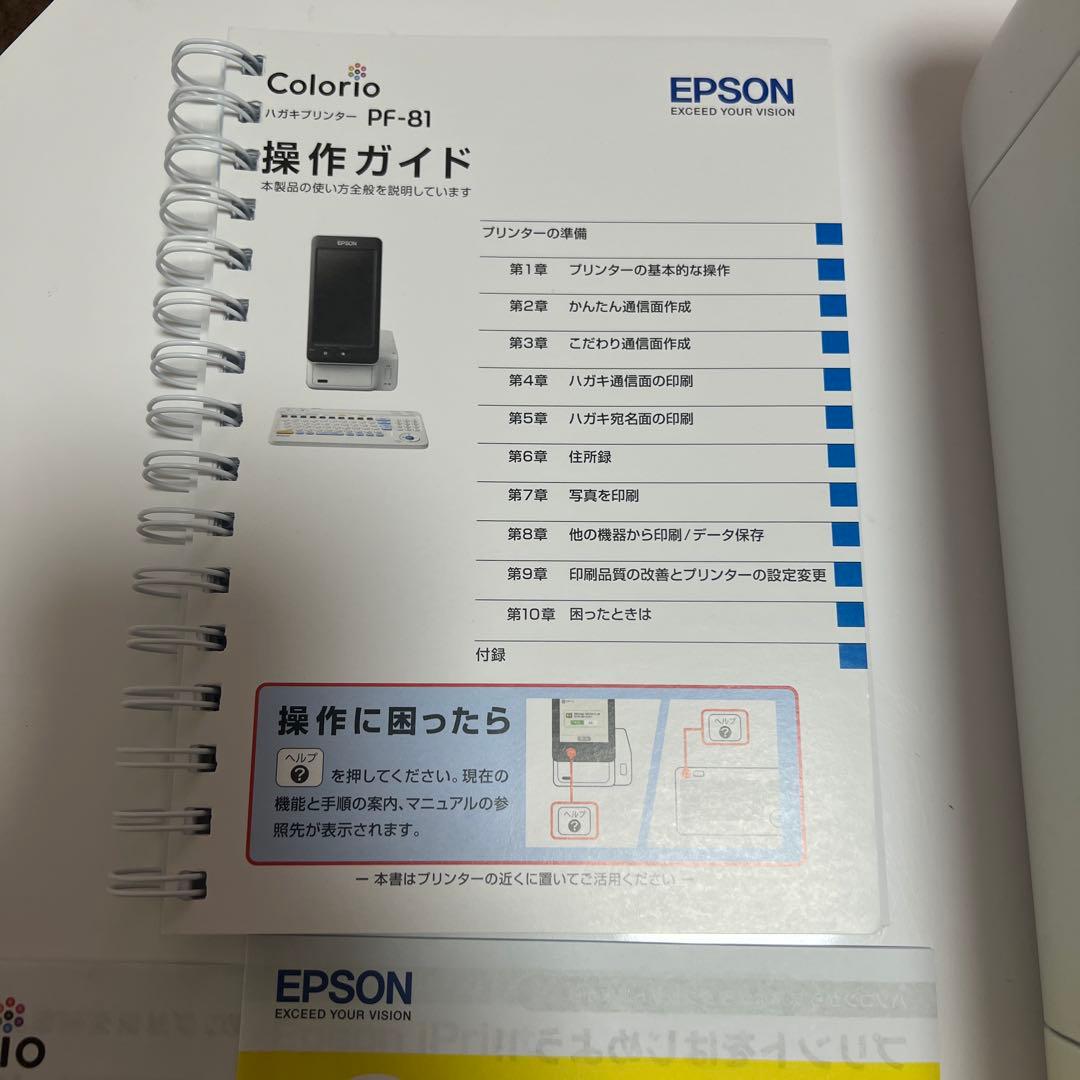 Colorio
ハガキプリンター PF-81
EPSON
EXCEED YOUR VISION
操作ガイド
本製品の使い方全般を説明しています
EPSON
プリンターの準備
第1章 プリンターの基本的な操作
第2章 かんたん通信面作成
第3章 こだわり通信面作成
第4章 ハガキ通信面の印刷
第5章 ハガキ宛名面の印刷
第6章 住所録
第7章 写真を印刷
第8章 他の機器から印刷/データ保存
第9章 印刷品質の改善とプリンターの設定変更
第10章 困ったときは
付録
操作に困ったら
ヘルプ
?
を押してください。現在の
機能と手順の案内、マニュアルの参
照先が表示されます。
ヘルプ
?
ヘルプ
?
ー 本書はプリンターの近くに置いてご活用ください ー
EPSON
EXCEED YOUR VISION
io
プリントをはじめよう!!